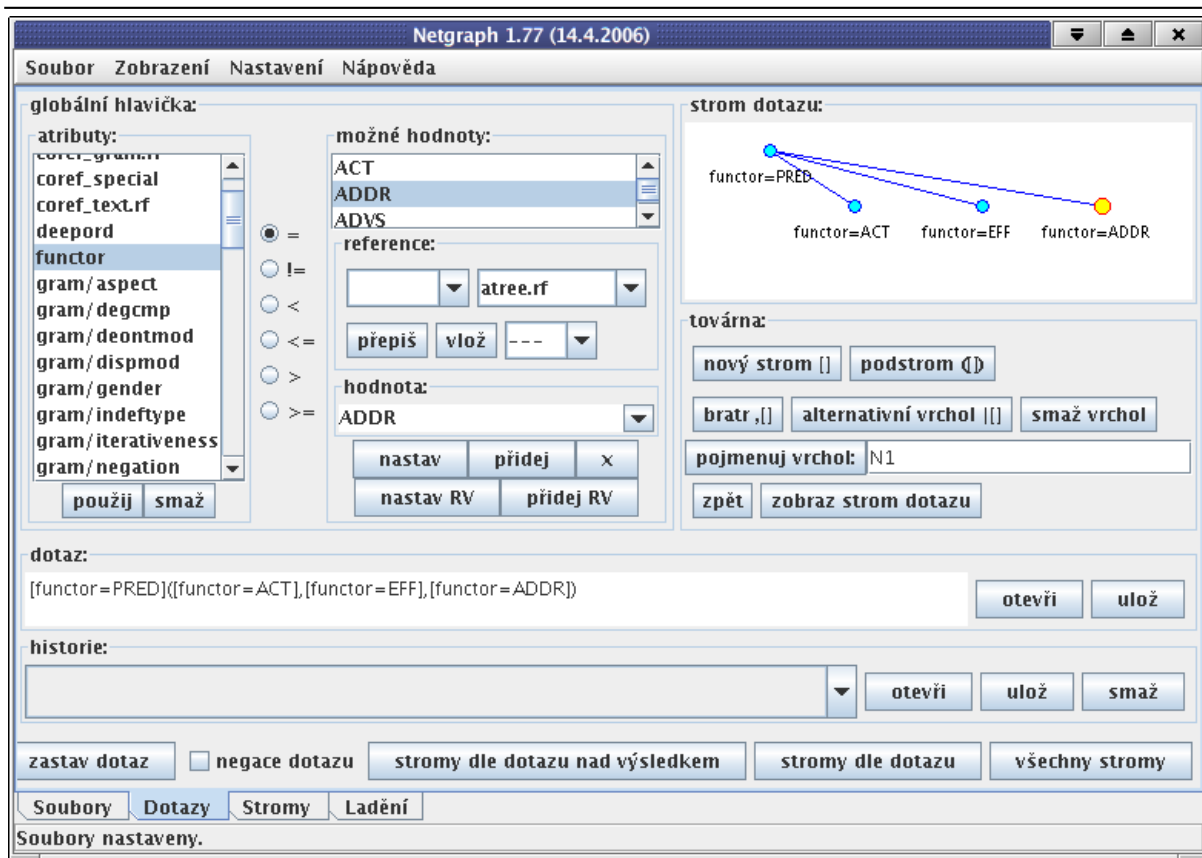 Netgraph 1.77 (14.4.2006)
Soubor Zobrazení Nastavení Nápověda
globální hlavička:
atributy:
coref_gram.rf
coref_special
coref_text.rf
deepord
functor
gram/aspect
gram/degcmp
gram/deontmod
gram/dispmod
gram/gender
gram/indeftype
gram/iterativeness
gram/negation
použij smaž
=
!=
<
<=
>
>=
možné hodnoty:
ACT
ADDR
ADVS
reference:
atree.rf
přepiš vlož ---
hodnota:
ADDR
nastav přidej x
nastav RV přidej RV
strom dotazu:
functor=PRED
functor=ACT functor=EFF functor=ADDR
továrna:
nový strom [] podstrom ([])
bratr ,[] alternativní vrchol |[] smaž vrchol
pojmenuj vrchol: N1
zpět zobraz strom dotazu
dotaz:
[functor=PRED]([functor=ACT],[functor=EFF],[functor=ADDR])
otevři ulož
historie:
otevři ulož smaž
zastav dotaz negace dotazu stromy dle dotazu nad výsledkem stromy dle dotazu všechny stromy
Soubory Dotazy Stromy Ladění
Soubory nastaveny.